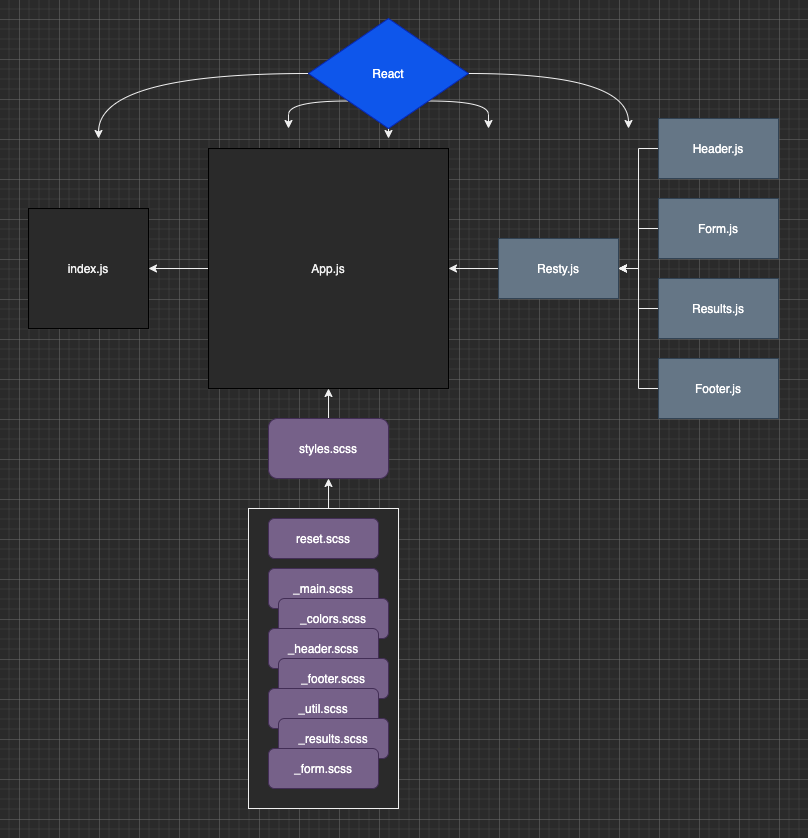 React
Header.js
Form.js
index.js
App.js
Resty.js
Results.js
Footer.js
styles.scss
reset.scss
_main.scss
_colors.scss
_header.scss
_footer.scss
_util.scss
_results.scss
_form.scss